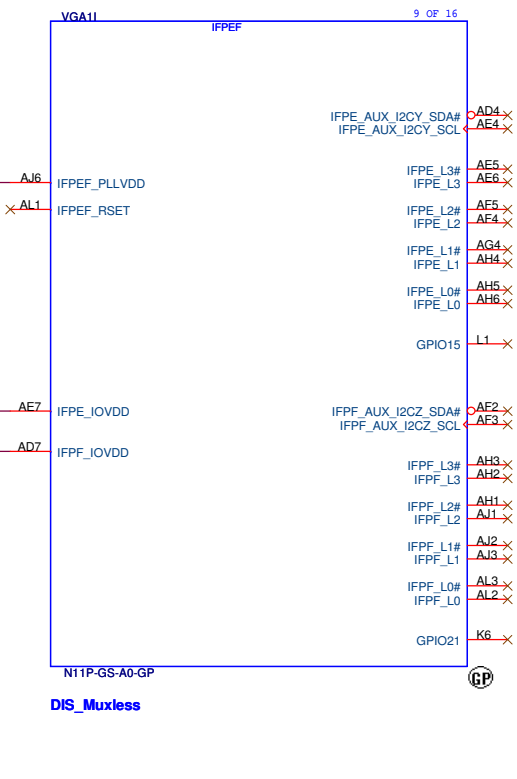 VGA1I
9 OF 16
IFPEF
IFPE_AUX_I2CY_SDA# AD4
IFPE_AUX_I2CY_SCL AE4
IFPE_L3# AE5
AJ6 IFPEF_PLLVDD IFPE_L3 AE6
AL1 IFPEF_RSET IFPE_L2# AF5
IFPE_L2 AF4
IFPE_L1# AG4
IFPE_L1 AH4
IFPE_L0# AH5
IFPE_L0 AH6
GPIO15 L1
AE7 IFPE_IOVDD IFPF_AUX_I2CZ_SDA# AF2
IFPF_AUX_I2CZ_SCL AF3
AD7 IFPF_IOVDD
IFPF_L3# AH3
IFPF_L3 AH2
IFPF_L2# AH1
IFPF_L2 AJ1
IFPF_L1# AJ2
IFPF_L1 AJ3
IFPF_L0# AL3
IFPF_L0 AL2
GPIO21 K6
N11P-GS-A0-GP
GP
DIS_Muxless